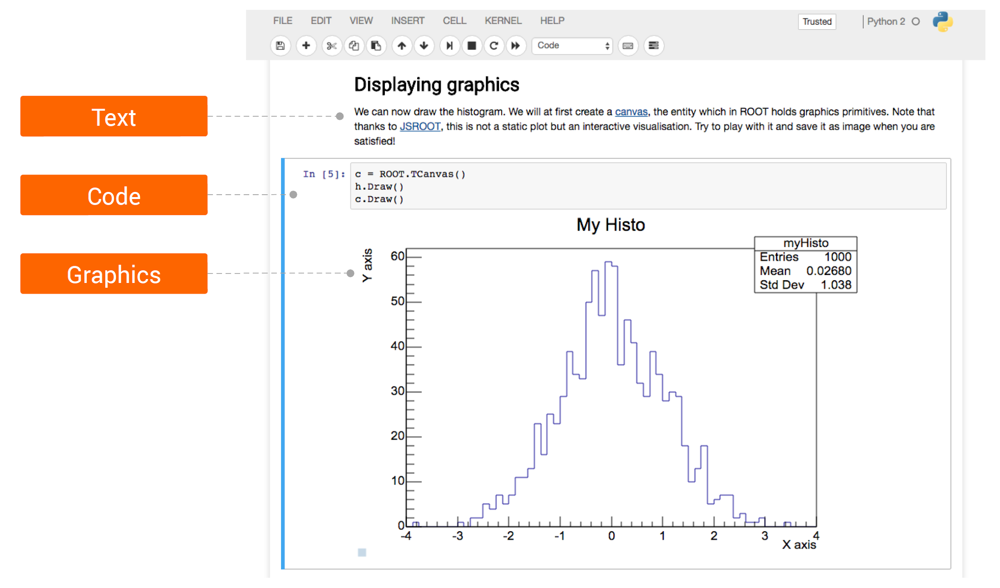 FILE EDIT VIEW INSERT CELL KERNEL HELP
Trusted
Python 2
Code
Displaying graphics
Text
We can now draw the histogram. We will at first create a canvas, the entity which in ROOT holds graphics primitives. Note that
thanks to JSROOT, this is not a static plot but an interactive visualisation. Try to play with it and save it as image when you are
satisfied!
Code
In [5]:
c = ROOT.TCanvas()
h.Draw()
c.Draw()
Graphics
My Histo
myHisto
Entries 1000
Mean 0.02680
Std Dev 1.038
Y axis
60
50
40
30
20
10
0
-4 -3 -2 -1 0 1 2 3 4
X axis